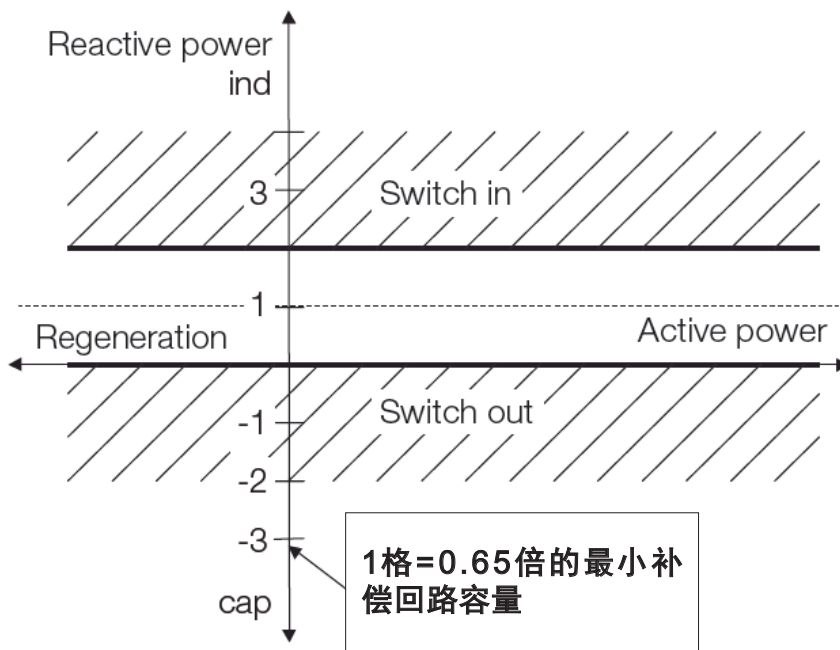 Reactive power
ind
3
Switch in
1
Regeneration
Active power
Switch out
-1
-2
-3
1格=0.65倍的最小补
偿回路容量
cap